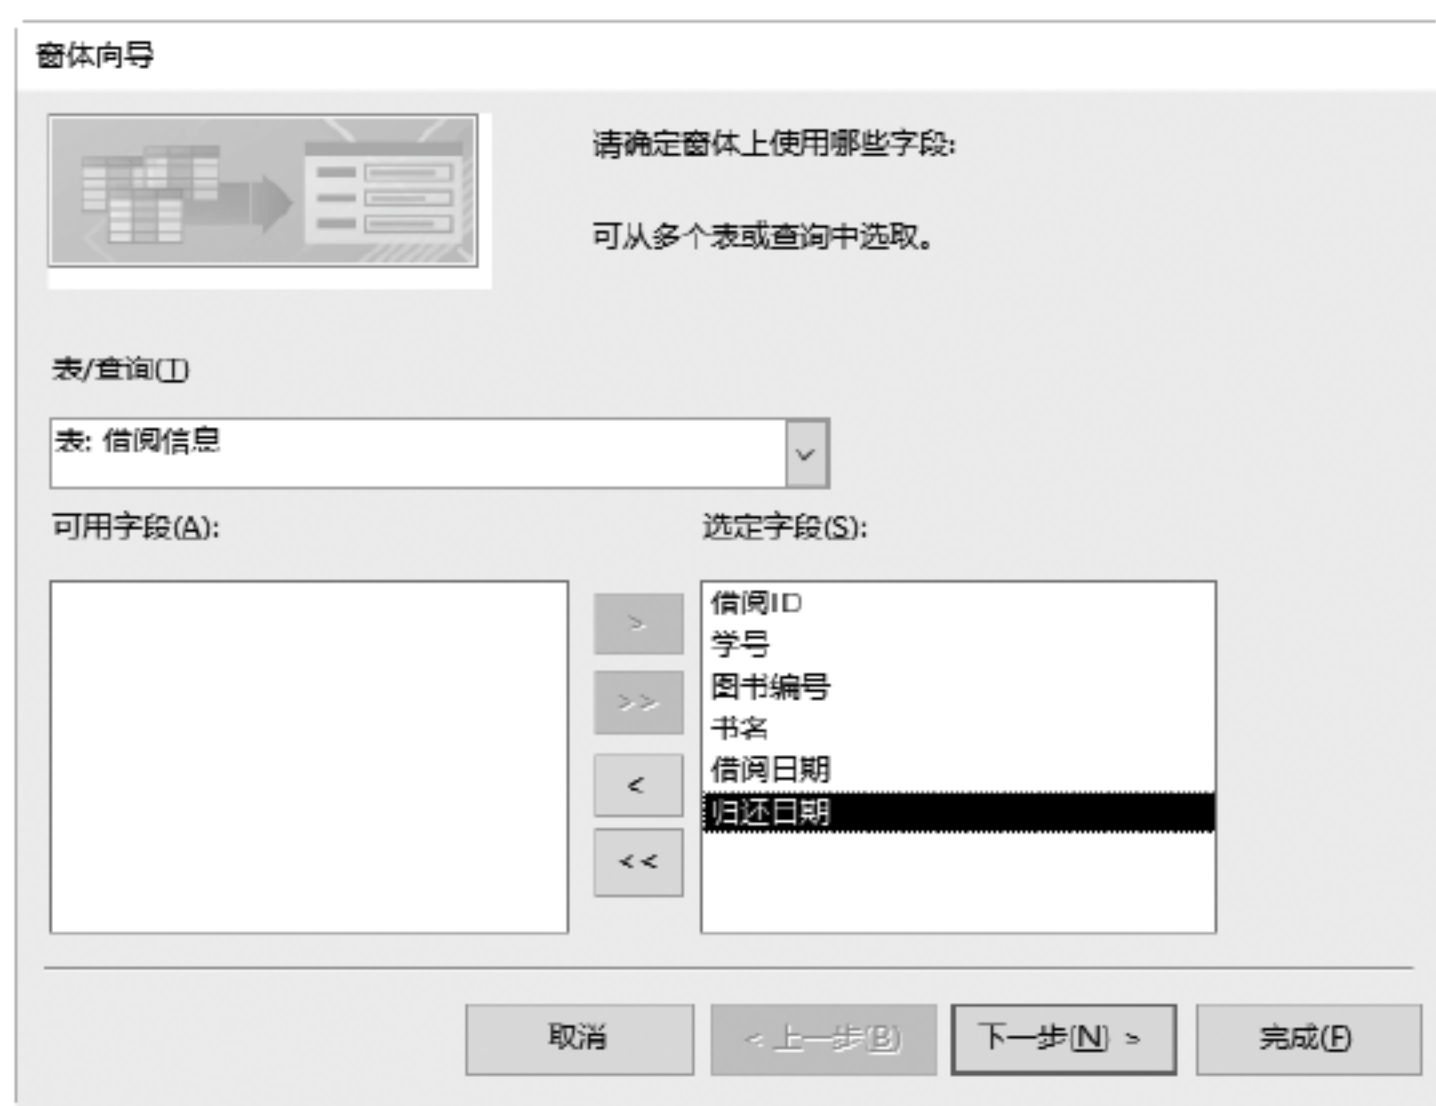 窗体向导
请确定窗体上使用哪些字段:
可从多个表或查询中选取。
表/查询(T)
表: 借阅信息
可用字段(A):
选定字段(S):
借阅ID
学号
图书编号
书名
借阅日期
归还日期
>
>>
<
<<
取消
< 上一步(B)
下一步(N) >
完成(F)